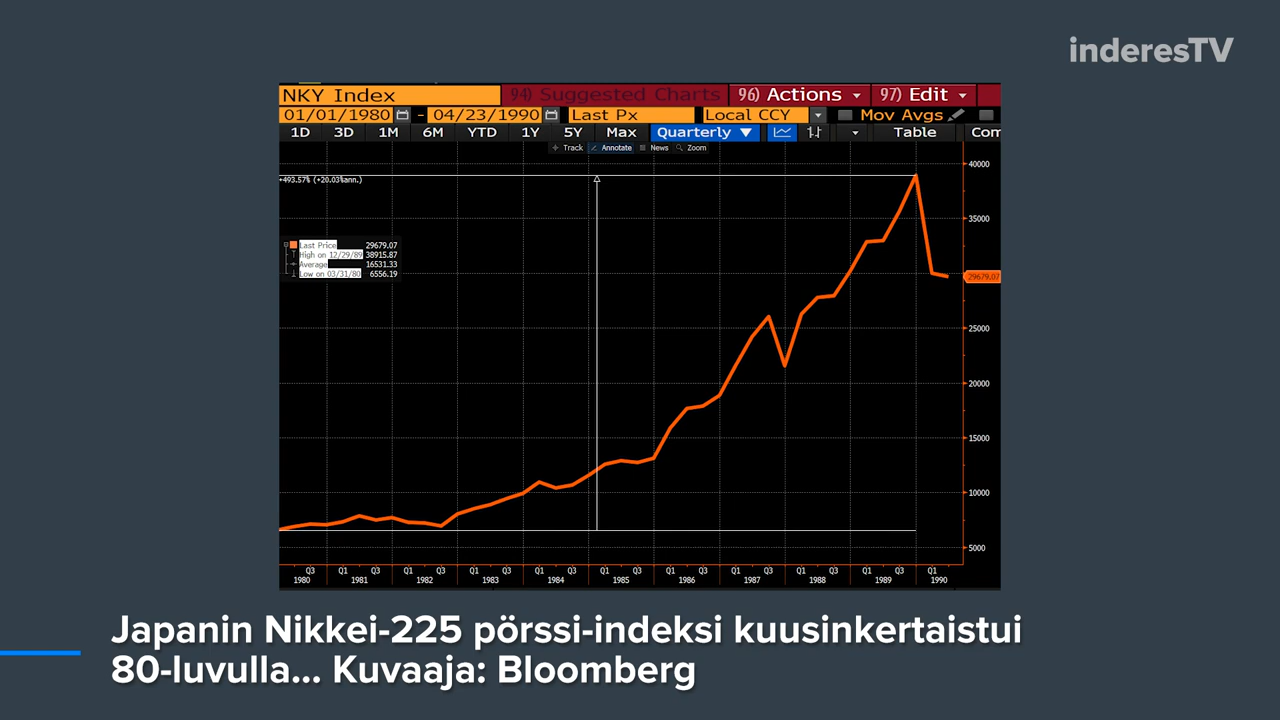 inderesTV
NKY Index 94) Suggested Charts 96) Actions 97) Edit
01/01/1980 - 04/23/1990 Last Px Local CCY Mov Avgs
1D 3D 1M 6M YTD 1Y 5Y Max Quarterly Table Com
Track Annotate News Zoom
40000
+493.57% (+20.03%ann.)
35000
Last Price 29679.07
High on 12/29/89 38915.87
Average 16531.33
Low on 03/31/80 6556.19
29679.07
25000
20000
15000
10000
5000
Q3 Q1 Q3 Q1 Q3 Q1 Q3 Q1 Q3 Q1 Q3 Q1 Q3 Q1 Q3 Q1 Q3 Q1 Q3 Q1
1980 1981 1982 1983 1984 1985 1986 1987 1988 1989 1990
Japanin Nikkei-225 pörssi-indeksi kuusinkertaistui
80-luvulla... Kuvaaja: Bloomberg